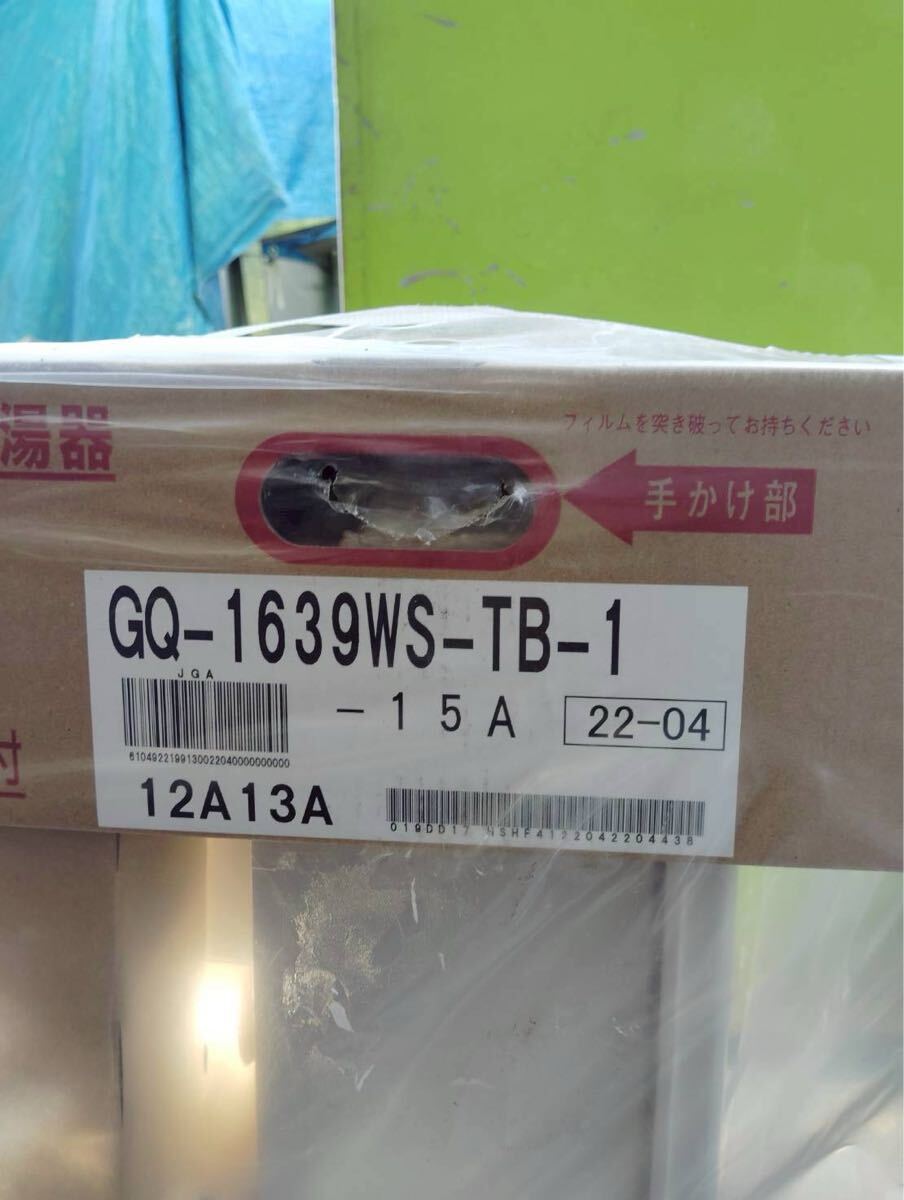 湯器
フィルムを突き破ってお持ちください
手かけ部
GQ-1639WS-TB-1
JGA
-15A
22-04
61049221991300220400000000000
12A13A
019DD17 NSHF4122042204438
付